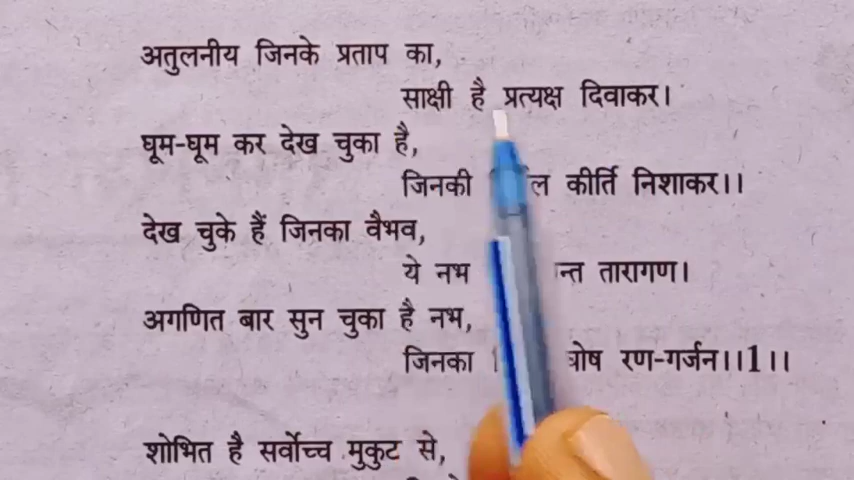 अतुलनीय जिनके प्रताप का,
साक्षी है प्रत्यक्ष दिवाकर।
घूम-घूम कर देख चुका है,
जिनकी कीर्ति निशाकर।।
देख चुके हैं जिनका वैभव,
ये नभ तारागण।
अगणित बार सुन चुका है नभ,
जिनका रण-गर्जन।।1।।
शोभित है सर्वोच्च मुकुट से,